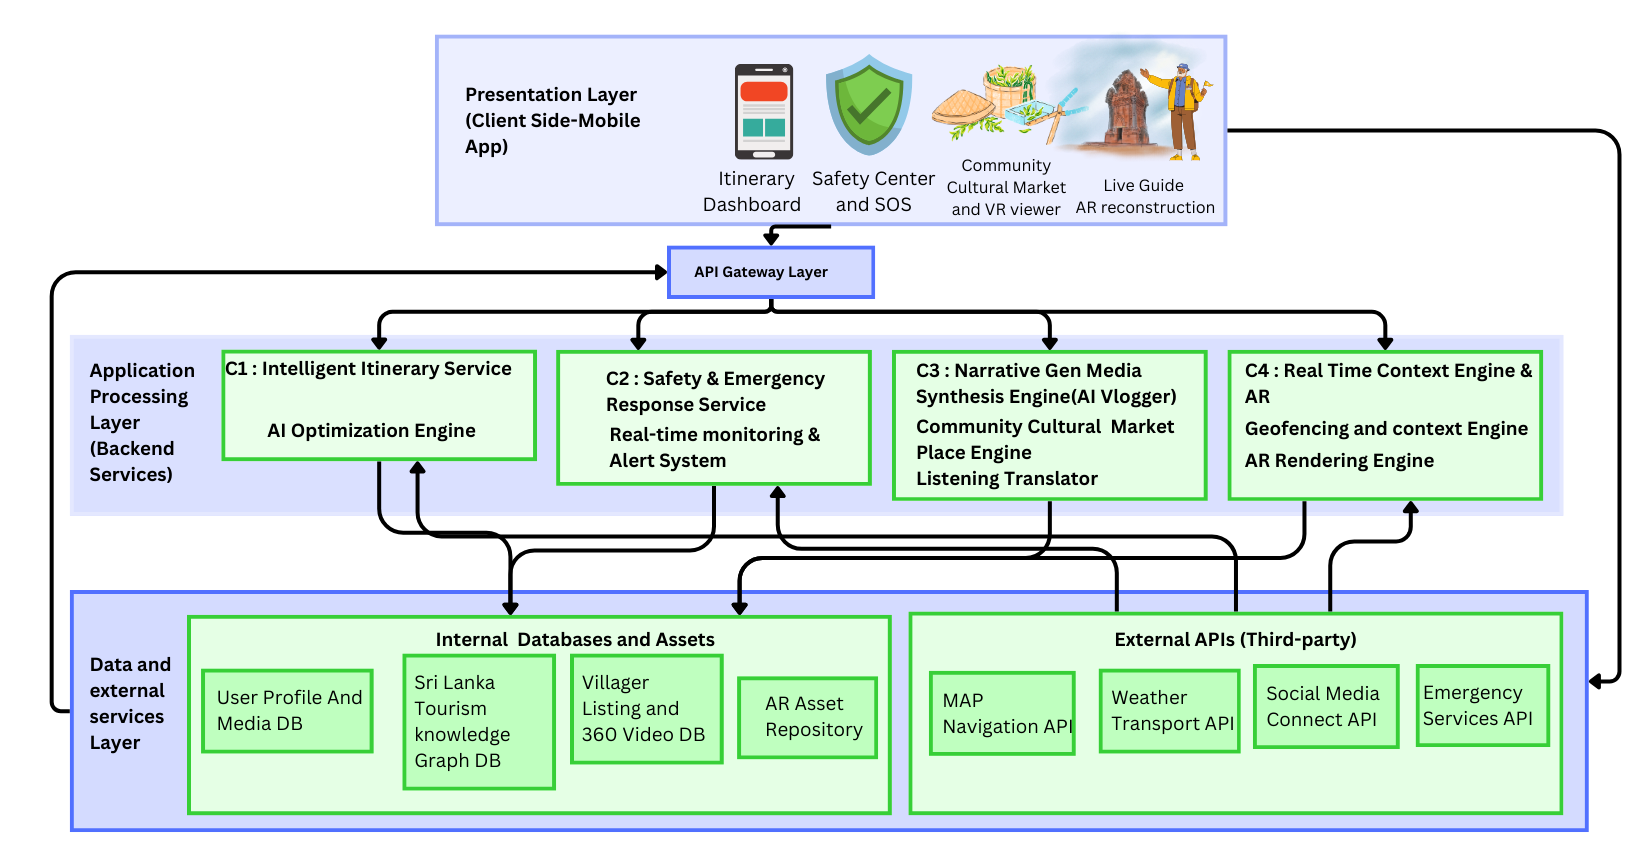 Presentation Layer
(Client Side-Mobile
App)
Itinerary
Dashboard
Safety Center
and SOS
Community
Cultural Market
and VR viewer
Live Guide
AR reconstruction
API Gateway Layer
Application
Processing
Layer
(Backend
Services)
C1 : Intelligent Itinerary Service
AI Optimization Engine
C2 : Safety & Emergency
Response Service
Real-time monitoring &
Alert System
C3 : Narrative Gen Media
Synthesis Engine(AI Vlogger)
Community Cultural Market
Place Engine
Listening Translator
C4 : Real Time Context Engine &
AR
Geofencing and context Engine
AR Rendering Engine
Data and
external
services
Layer
Internal Databases and Assets
User Profile And
Media DB
Sri Lanka
Tourism
knowledge
Graph DB
Villager
Listing and
360 Video DB
AR Asset
Repository
External APIs (Third-party)
MAP
Navigation API
Weather
Transport API
Social Media
Connect API
Emergency
Services API